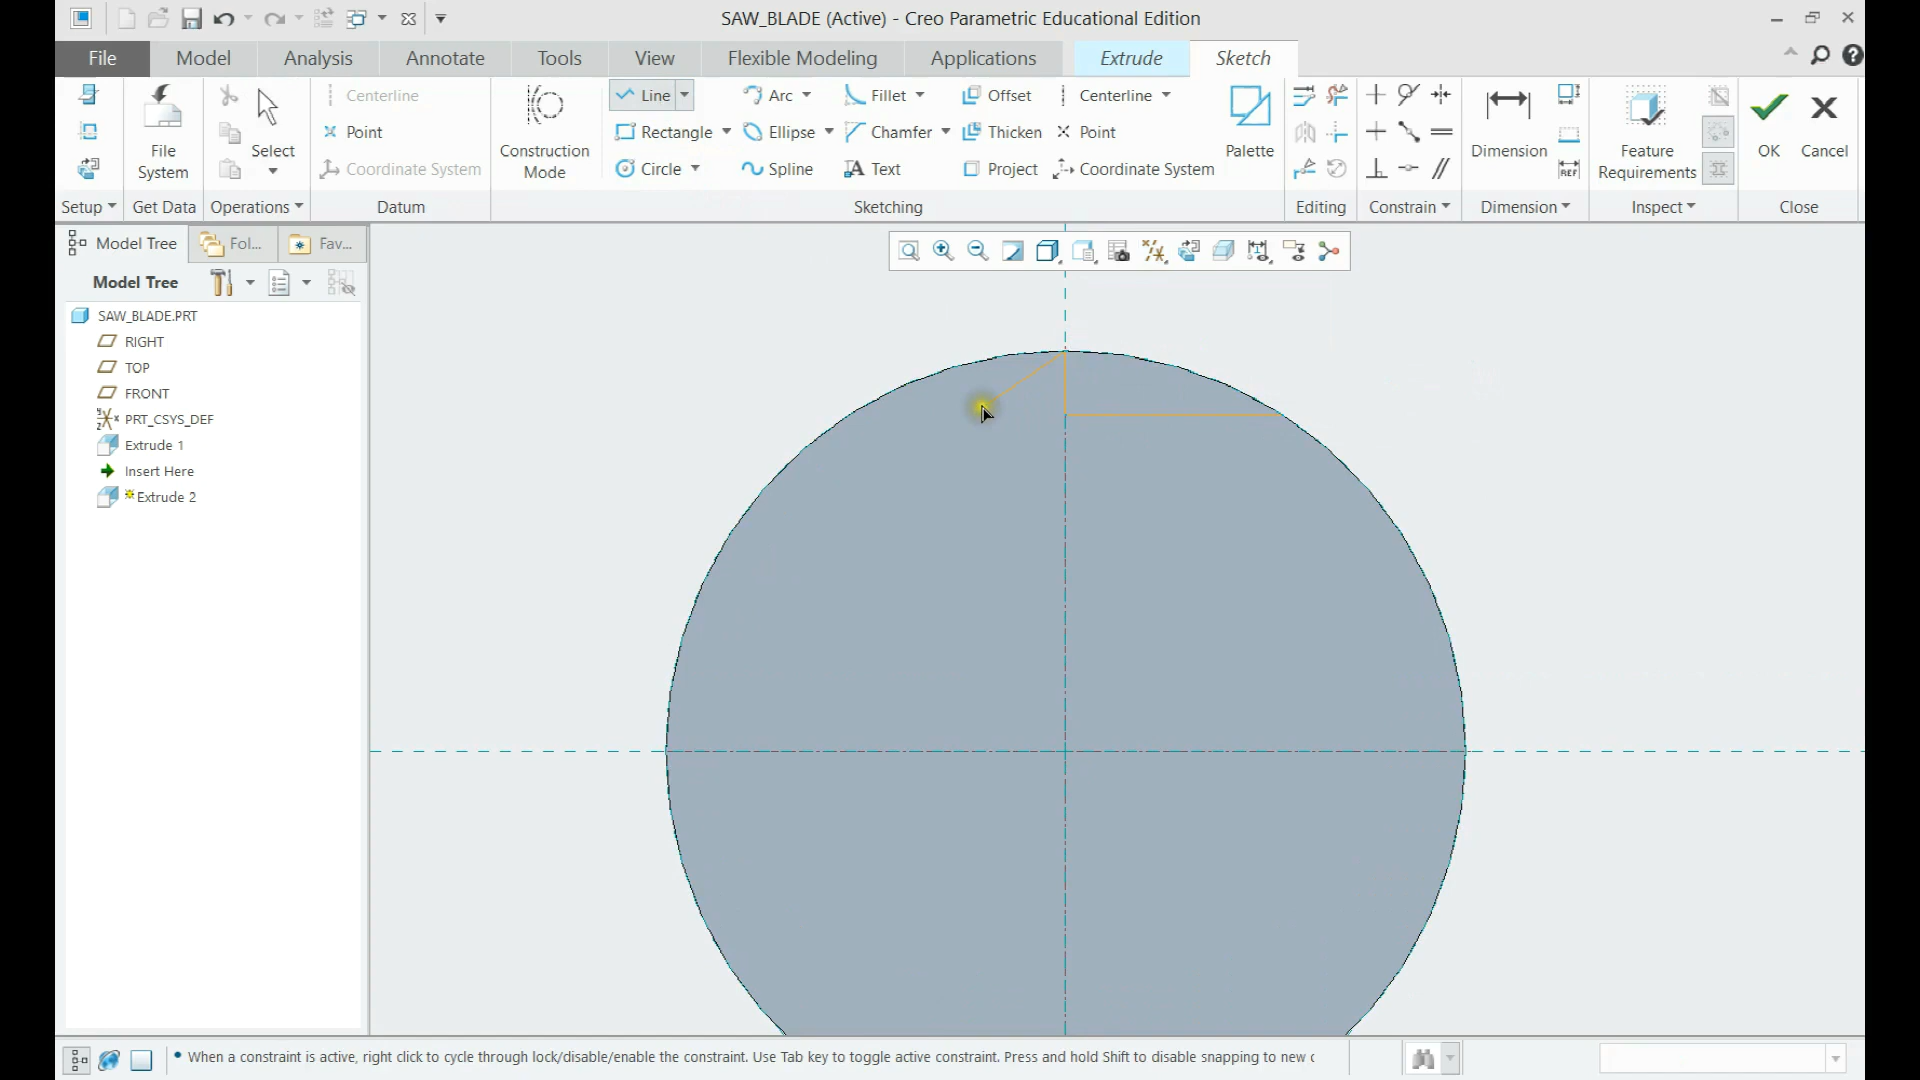 SAW_BLADE (Active) - Creo Parametric Educational Edition
File Model Analysis Annotate Tools View Flexible Modeling Applications Extrude Sketch
Centerline Line Arc Fillet Offset Centerline
Point Rectangle Ellipse Chamfer Thicken Point
Coordinate System Circle Spline Text Project Coordinate System
File System Select Construction Mode Palette Dimension REF Feature Requirements OK Cancel
Setup Get Data Operations Datum Sketching Editing Constrain Dimension Inspect Close
Model Tree Fol... Fav...
Model Tree
SAW_BLADE.PRT
RIGHT
TOP
FRONT
PRT_CSYS_DEF
Extrude 1
Insert Here
Extrude 2
• When a constraint is active, right click to cycle through lock/disable/enable the constraint. Use Tab key to toggle active constraint. Press and hold Shift to disable snapping to new c